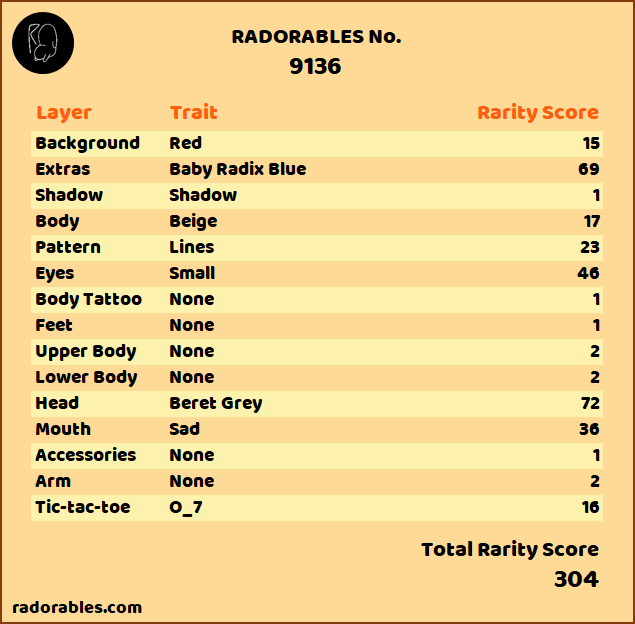 RADORABLES No.
9136
Layer Trait Rarity Score
Background Red 15
Extras Baby Radix Blue 69
Shadow Shadow 1
Body Beige 17
Pattern Lines 23
Eyes Small 46
Body Tattoo None 1
Feet None 1
Upper Body None 2
Lower Body None 2
Head Beret Grey 72
Mouth Sad 36
Accessories None 1
Arm None 2
Tic-tac-toe O_7 16
Total Rarity Score
304
radorables.com